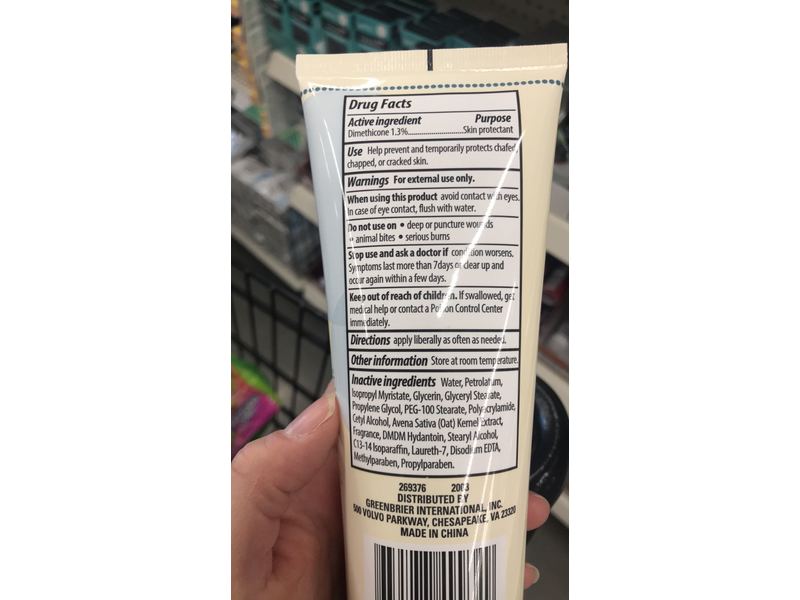 Drug Facts
Active ingredient Purpose
Dimethicone 1.3%......................Skin protectant
Use Help prevent and temporarily protects chafed,
chapped, or cracked skin.
Warnings For external use only.
When using this product avoid contact with eyes.
In case of eye contact, flush with water.
Do not use on • deep or puncture wounds
• animal bites • serious burns
Stop use and ask a doctor if condition worsens.
Symptoms last more than 7days or clear up and
occur again within a few days.
Keep out of reach of children. If swallowed, get
medical help or contact a Poison Control Center
immediately.
Directions apply liberally as often as needed.
Other information Store at room temperature.
Inactive ingredients Water, Petrolatum,
Isopropyl Myristate, Glycerin, Glyceryl Stearate,
Propylene Glycol, PEG-100 Stearate, Polyacrylamide,
Cetyl Alcohol, Avena Sativa (Oat) Kernel Extract,
Fragrance, DMDM Hydantoin, Stearyl Alcohol,
C13-14 Isoparaffin, Laureth-7, Disodium EDTA,
Methylparaben, Propylparaben.
269376 2003
DISTRIBUTED BY
GREENBRIER INTERNATIONAL, INC.
500 VOLVO PARKWAY, CHESAPEAKE, VA 23320
MADE IN CHINA